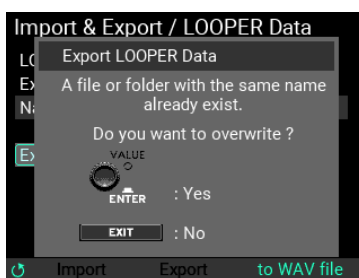 Import & Export / LOOPER Data
Export LOOPER Data
A file or folder with the same name
already exist.
Do you want to overwrite ?
VALUE
ENTER : Yes
EXIT : No
Import Export to WAV file